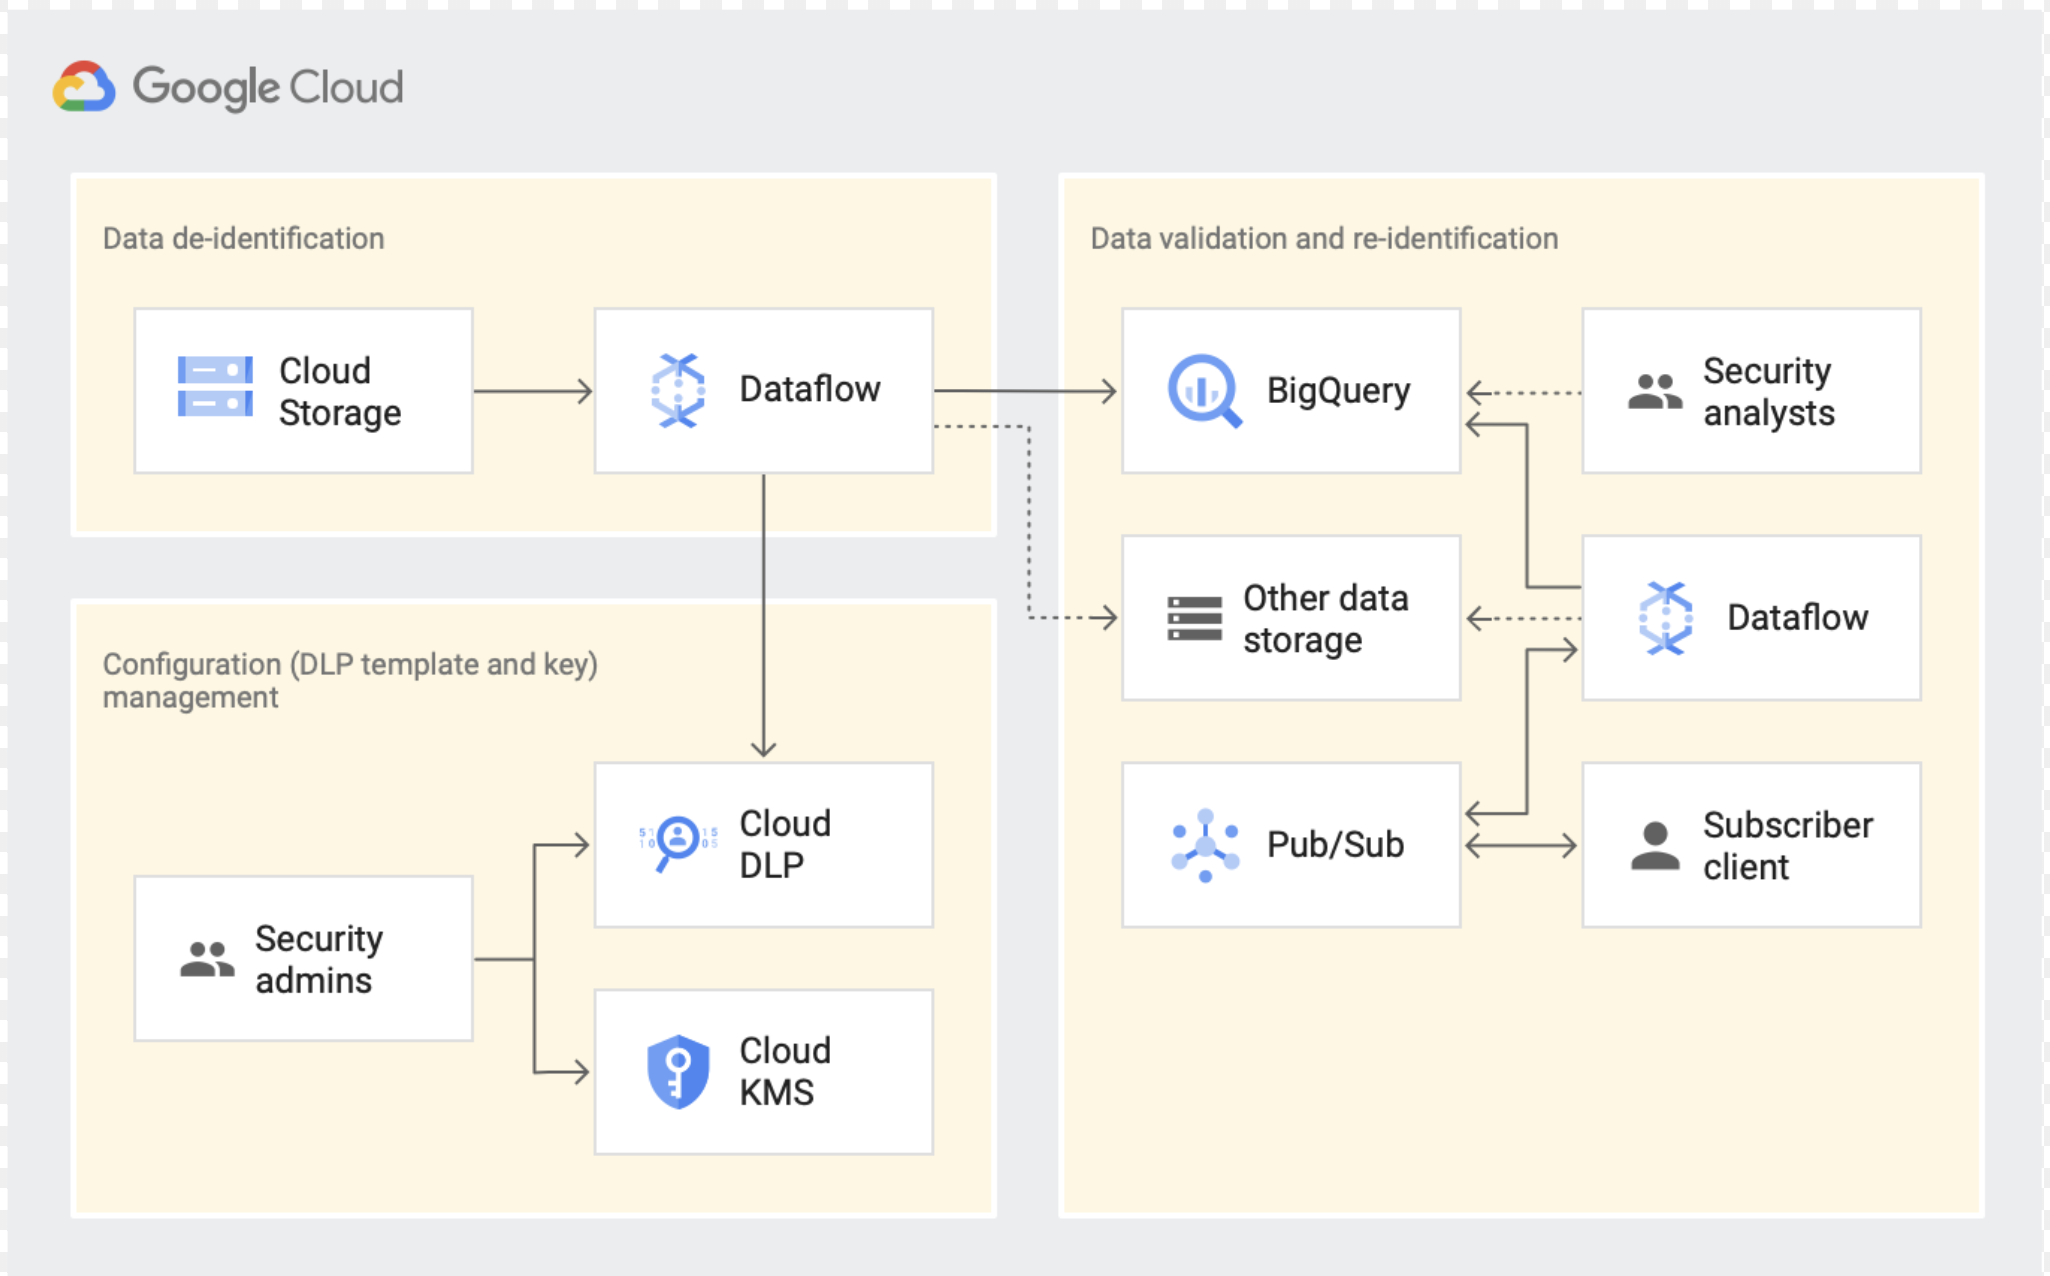 Google Cloud
Data de-identification
Cloud
Storage
Dataflow
Configuration (DLP template and key)
management
Security
admins
Cloud
DLP
Cloud
KMS
Data validation and re-identification
BigQuery
Security
analysts
Other data
storage
Dataflow
Pub/Sub
Subscriber
client